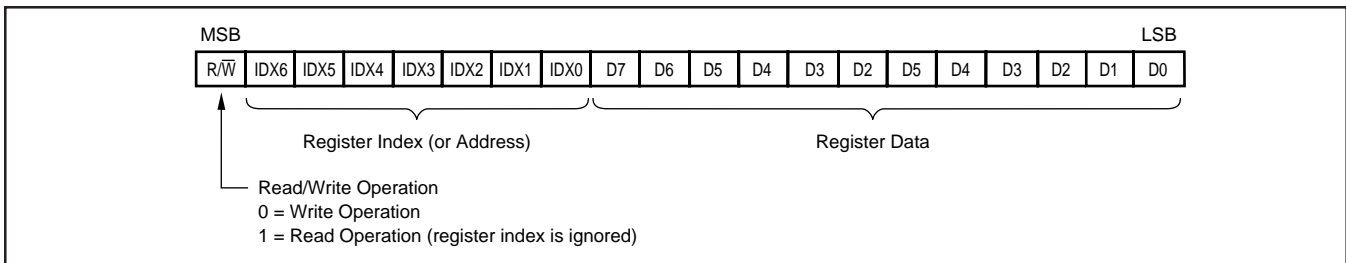 MSB LSB
R/W̅ IDX6 IDX5 IDX4 IDX3 IDX2 IDX1 IDX0 D7 D6 D5 D4 D3 D2 D5 D4 D3 D2 D1 D0
Register Index (or Address) Register Data
Read/Write Operation
0 = Write Operation
1 = Read Operation (register index is ignored)